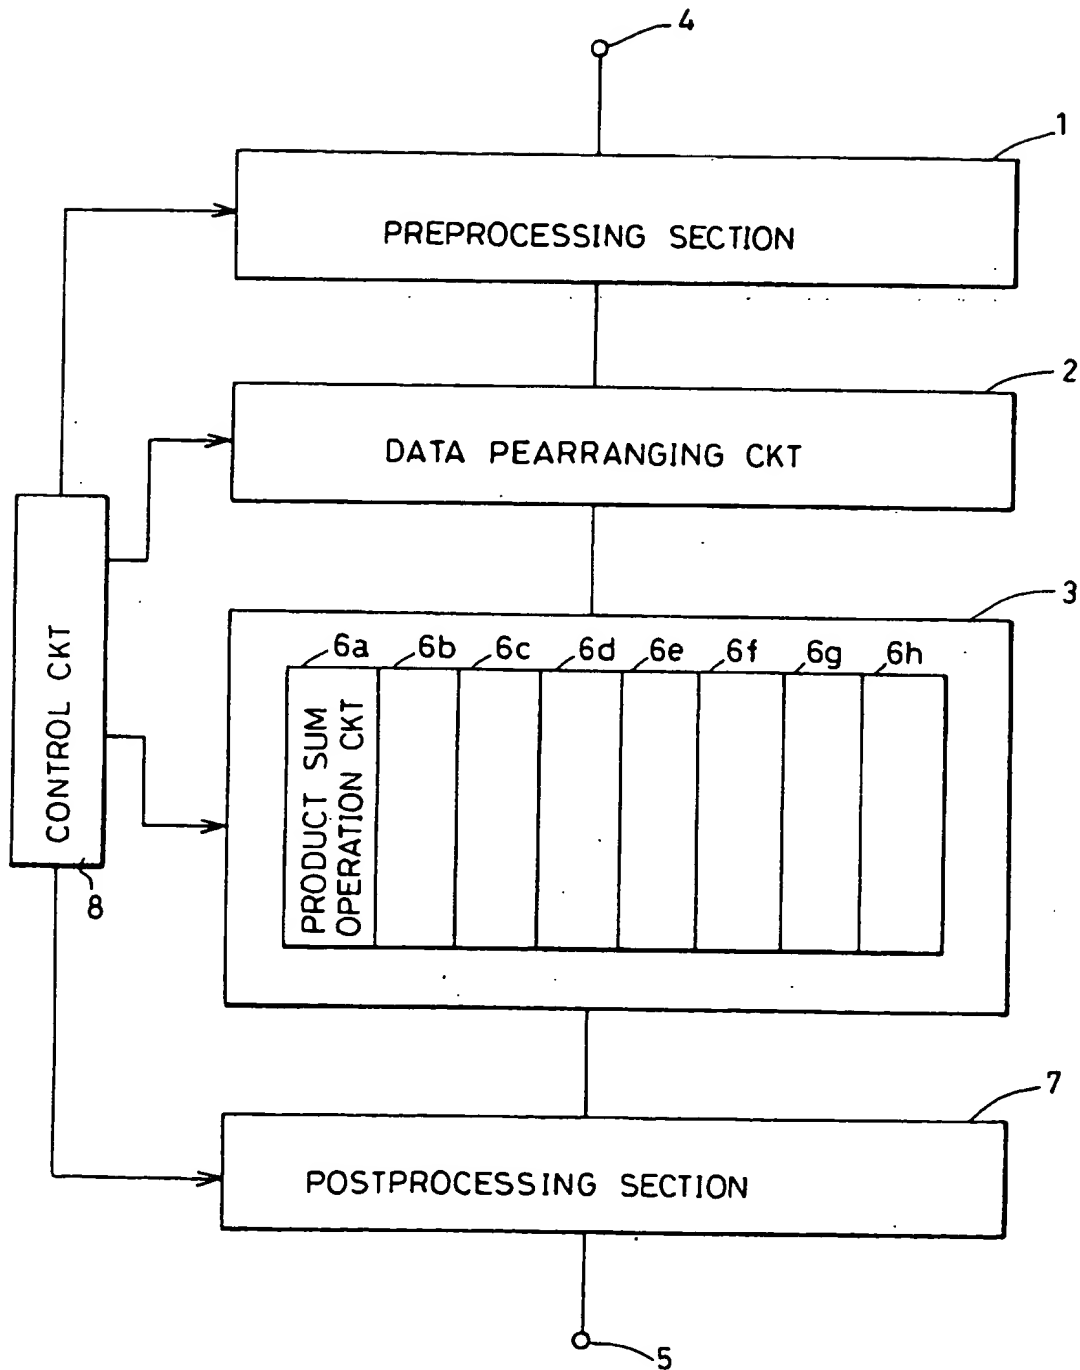 4
1
PREPROCESSING SECTION
2
DATA PEARRANGING CKT
3
6a 6b 6c 6d 6e 6f 6g 6h
PRODUCT SUM
OPERATION CKT
CONTROL CKT
8
7
POSTPROCESSING SECTION
5